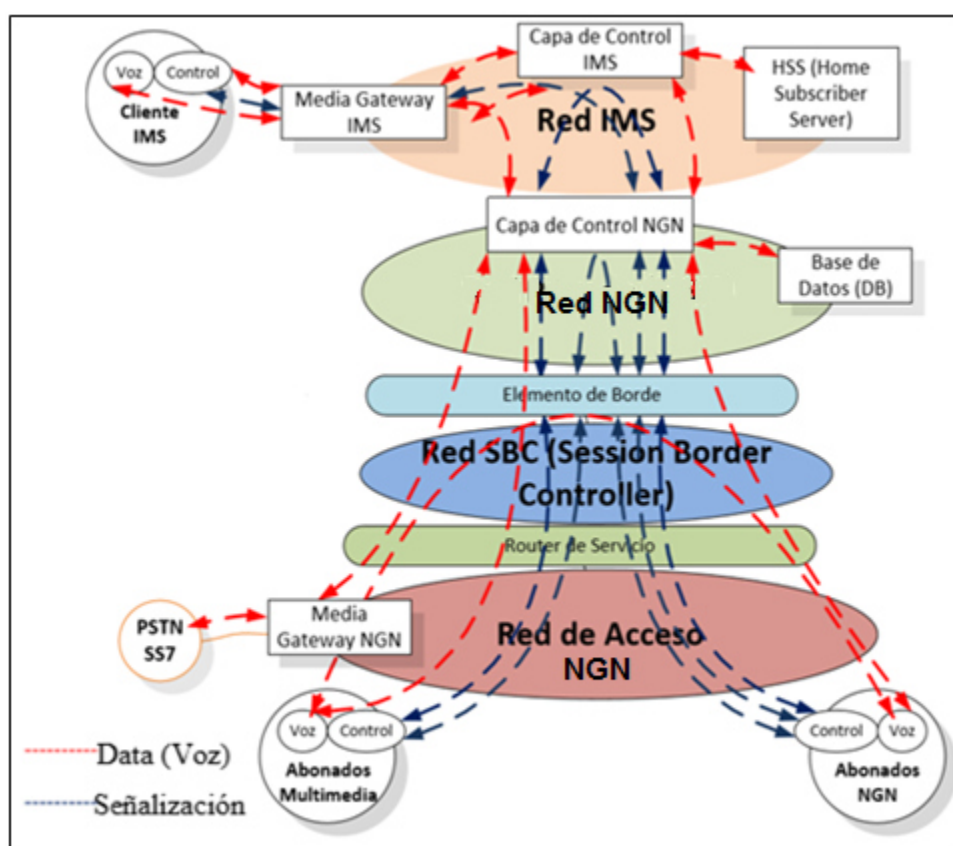 Capa de Control
IMS
HSS (Home
Subscriber
Server)
Voz
Control
Cliente
IMS
Media Gateway
IMS
Red IMS
Capa de Control NGN
Base de
Datos (DB)
Red NGN
Elemento de Borde
Red SBC (Session Border
Controller)
Router de Servicio
PSTN
SS7
Media
Gateway NGN
Red de Acceso
NGN
Voz
Control
Abonados
Multimedia
Control
Voz
Abonados
NGN
Data (Voz)
Señalización